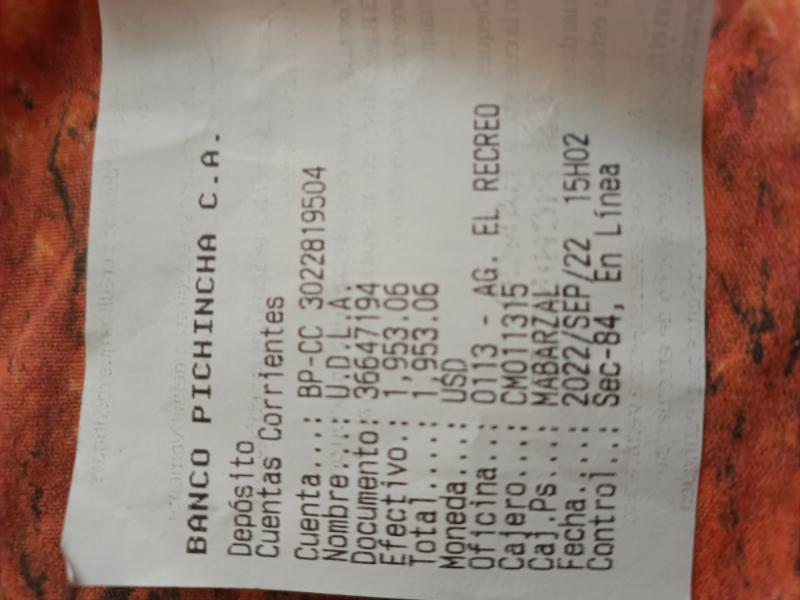 BANCO PICHINCHA C.A.
Depósito
Cuentas Corrientes
Cuenta...: BP-CC 3022819504
Nombre...: U.D.L.A.
Documento: 36647194
Efectivo.: 1,953.06
Total....: 1,953.06
Moneda...: USD
Oficina..: 0113 - AG. EL RECREO
Cajero...: CM011315
Caj.Ps...: MABARZAL
Fecha....: 2022/SEP/22 15H02
Control..: Sec-84, En Línea